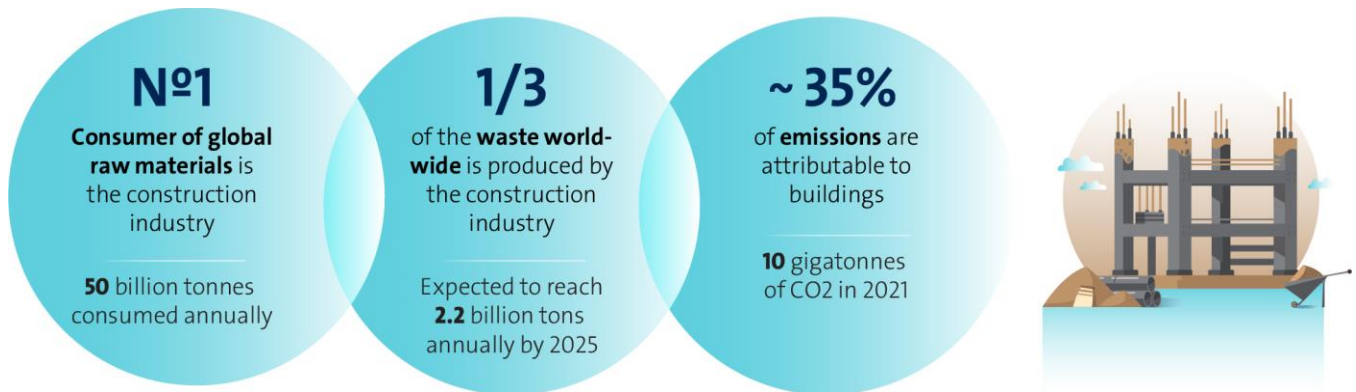 Nº1
Consumer of global
raw materials is
the construction
industry
50 billion tonnes
consumed annually
1/3
of the waste world-
wide is produced by
the construction
industry
Expected to reach
2.2 billion tons
annually by 2025
~ 35%
of emissions are
attributable to
buildings
10 gigatonnes
of CO2 in 2021